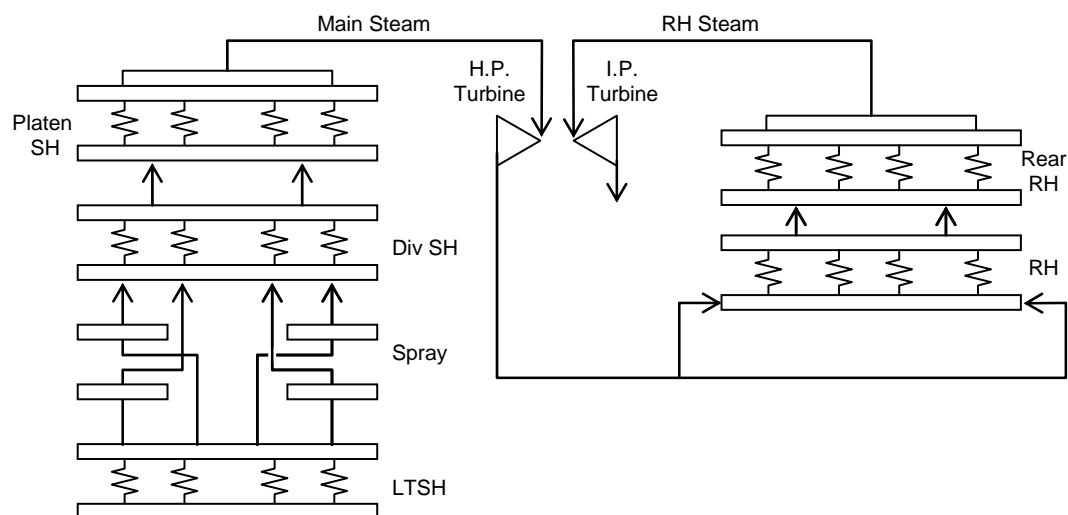 Main Steam
RH Steam
H.P.
Turbine
I.P.
Turbine
Platen
SH
Rear
RH
Div SH
RH
Spray
LTSH